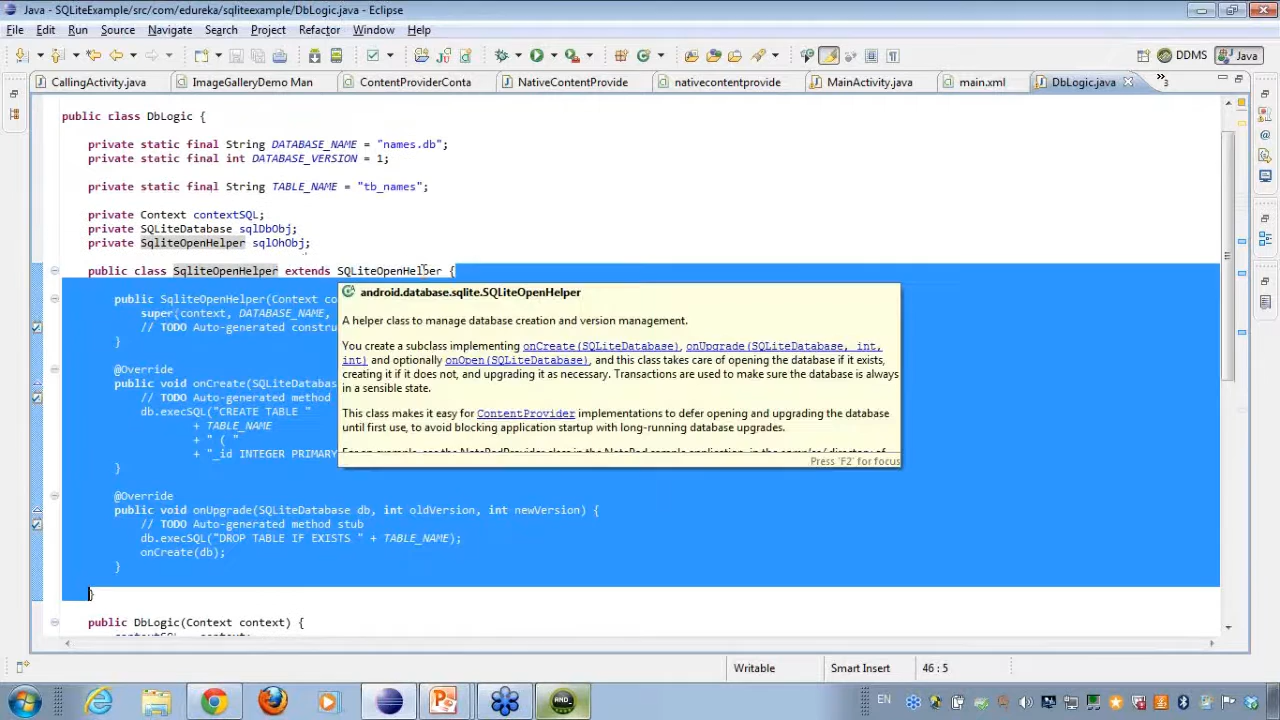 Java - SQLiteExample/src/com/edureka/sqliteexample/DbLogic.java - Eclipse
File Edit Run Source Navigate Search Project Refactor Window Help
DDMS Java
CallingActivity.java ImageGalleryDemo Man ContentProviderConta NativeContentProvide nativecontentprovide MainActivity.java main.xml DbLogic.java »3
public class DbLogic {
private static final String DATABASE_NAME = "names.db";
private static final int DATABASE_VERSION = 1;
private static final String TABLE_NAME = "tb_names";
private Context contextSQL;
private SQLiteDatabase sqlDbObj;
private SqliteOpenHelper sqlOhObj;
public class SqliteOpenHelper extends SQLiteOpenHelper {
public SqliteOpenHelper(Context co
super(context, DATABASE_NAME,
// TODO Auto-generated constru
}
@Override
public void onCreate(SQLiteDatabas
// TODO Auto-generated method
db.execSQL("CREATE TABLE "
+ TABLE_NAME
+ " ( "
+ "_id INTEGER PRIMARY
}
android.database.sqlite.SQLiteOpenHelper
A helper class to manage database creation and version management.
You create a subclass implementing onCreate(SQLiteDatabase), onUpgrade(SQLiteDatabase, int,
int) and optionally onOpen(SQLiteDatabase), and this class takes care of opening the database if it exists,
creating it if it does not, and upgrading it as necessary. Transactions are used to make sure the database is always
in a sensible state.
This class makes it easy for ContentProvider implementations to defer opening and upgrading the database
until first use, to avoid blocking application startup with long-running database upgrades.
Press 'F2' for focus
@Override
public void onUpgrade(SQLiteDatabase db, int oldVersion, int newVersion) {
// TODO Auto-generated method stub
db.execSQL("DROP TABLE IF EXISTS " + TABLE_NAME);
onCreate(db);
}
}
public DbLogic(Context context) {
Writable Smart Insert 46 : 5
EN